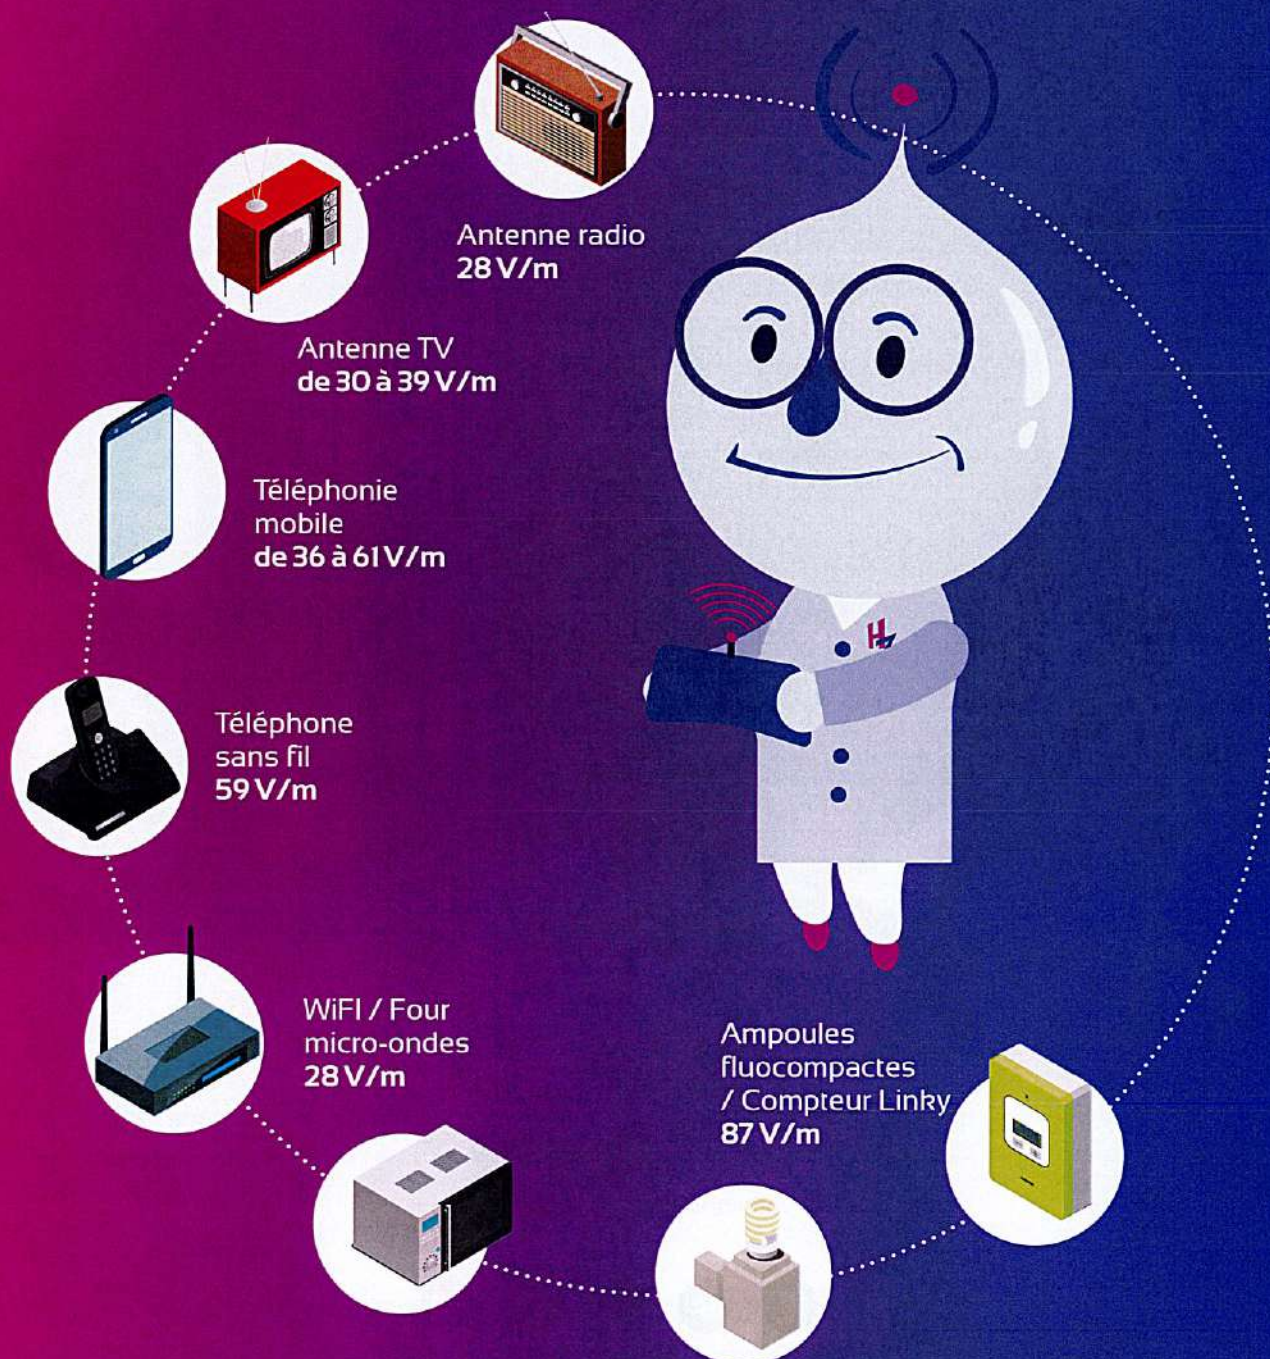 Antenne radio
28 V/m
Antenne TV
de 30 à 39 V/m
Téléphonie
mobile
de 36 à 61 V/m
Téléphone
sans fil
59 V/m
WiFI / Four
micro-ondes
28 V/m
Ampoules
fluocompactes
/ Compteur Linky
87 V/m